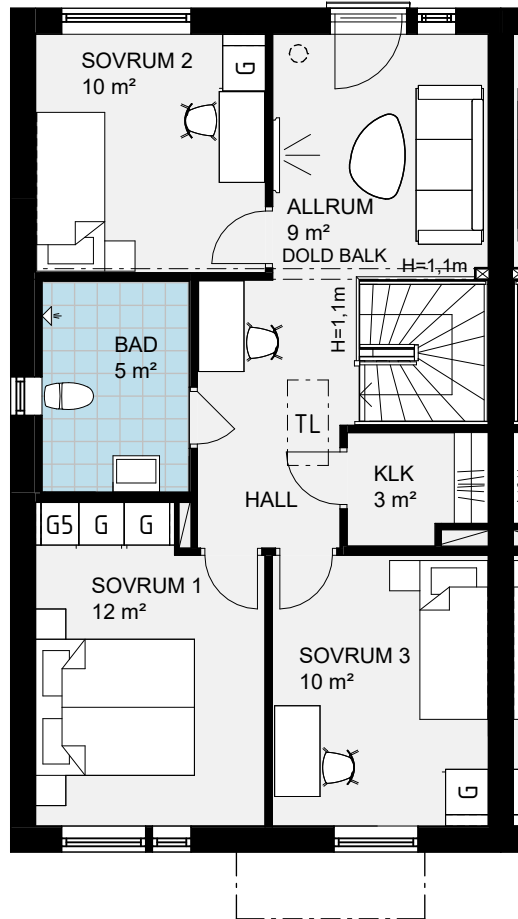 SOVRUM 2
10 m²
G
ALLRUM
9 m²
DOLD BALK
H=1,1m
H=1,1m
BAD
5 m²
TL
KLK
3 m²
HALL
G5
G
G
SOVRUM 1
12 m²
SOVRUM 3
10 m²
G